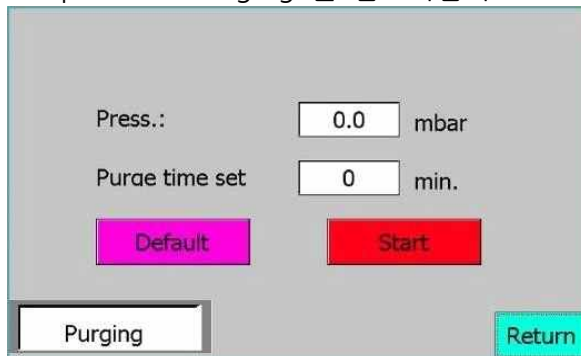 Press.: 0.0 mbar
Purge time set 0 min.
Default Start
Purging Return